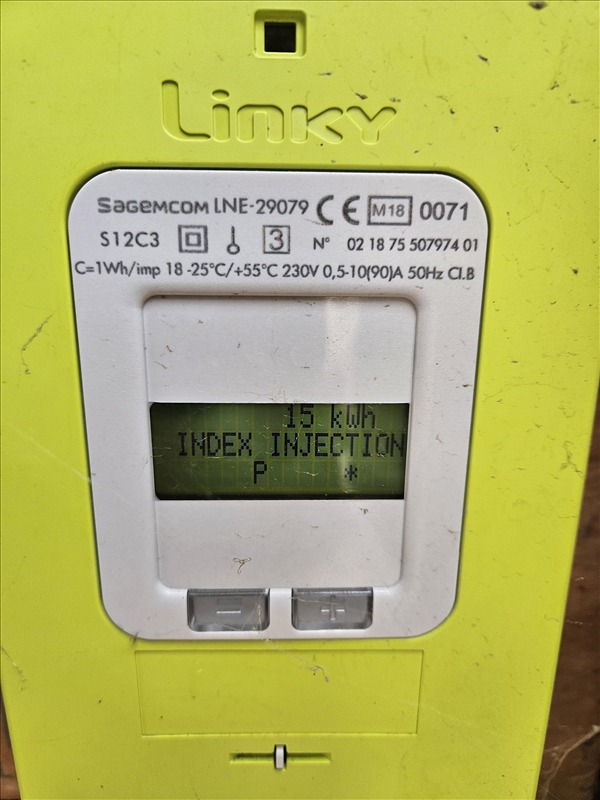 Linky
Sagemcom LNE-29079 CE M18 0071
S12C3 3 N° 02 18 75 507974 01
C=1Wh/imp 18 -25°C/+55°C 230V 0,5-10(90)A 50Hz Cl.B
15 kWh
INDEX INJECTION
P *
- +